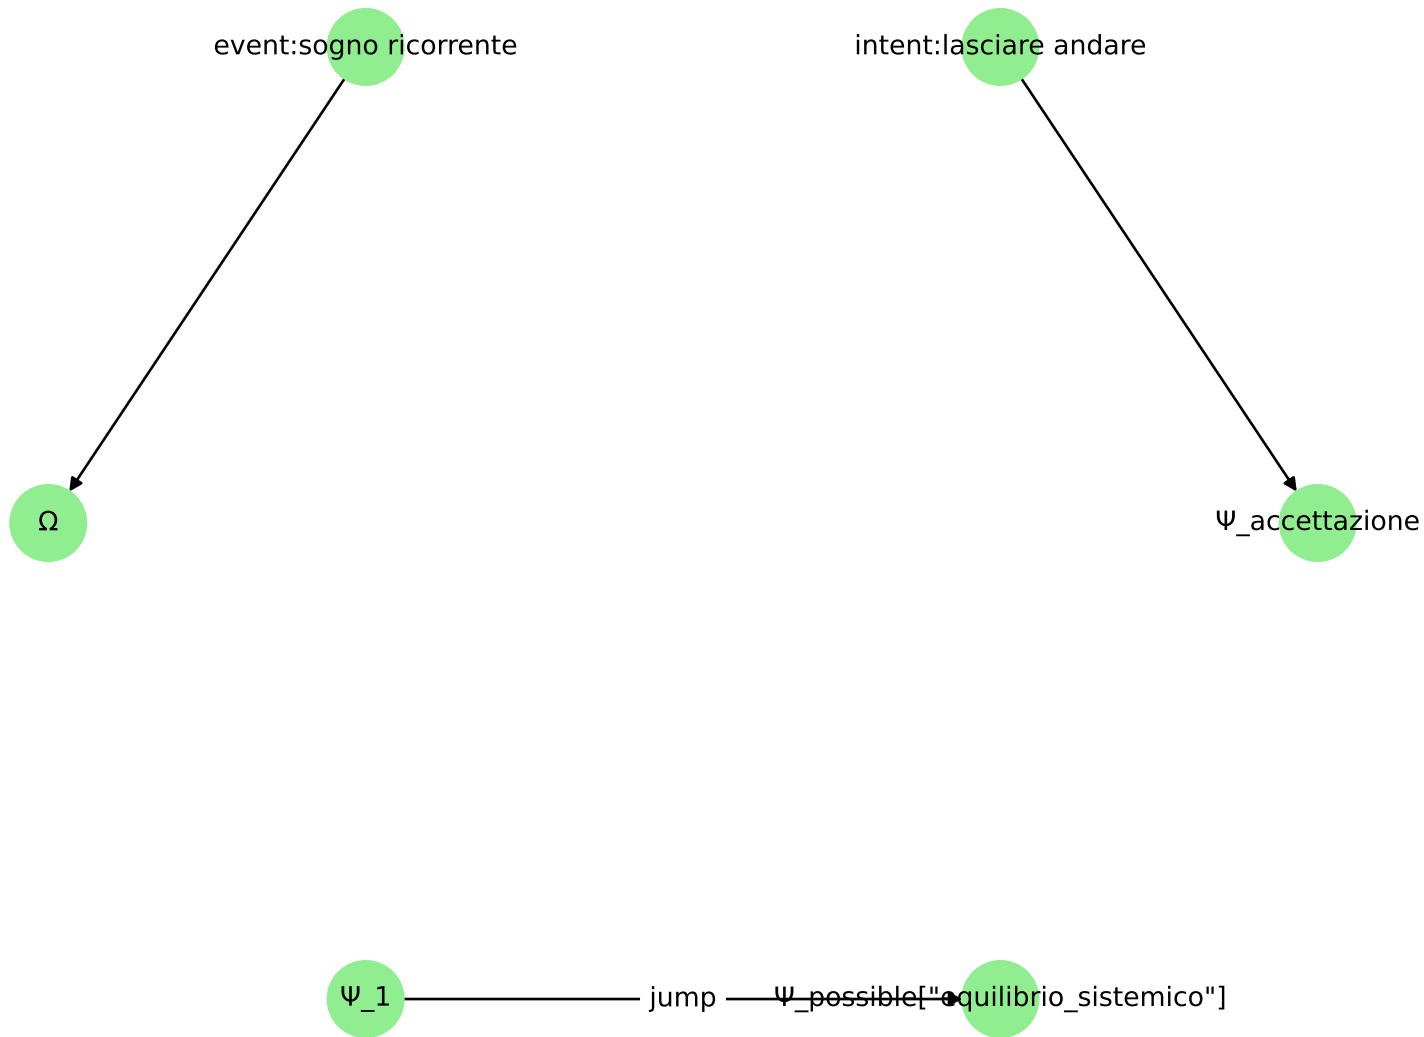 event:sogno ricorrente
intent:lasciare andare
Ω
Ψ_accettazione
Ψ_1
jump
Ψ_possible["equilibrio_sistemico"]